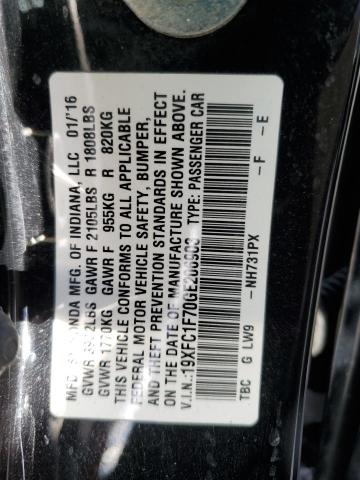 MFD. BY HONDA MFG. OF INDIANA, LLC 01/'16
GVWR LBS GAWR F 2105LBS R 1808LBS
GVWR 1770KG GAWR F 955KG R 820KG
THIS VEHICLE CONFORMS TO ALL APPLICABLE
FEDERAL MOTOR VEHICLE SAFETY, BUMPER,
AND THEFT PREVENTION STANDARDS IN EFFECT
ON THE DATE OF MANUFACTURE SHOWN ABOVE.
V.I.N.: TYPE: PASSENGER CAR
TBC G LW9 - NH731PX - F - E